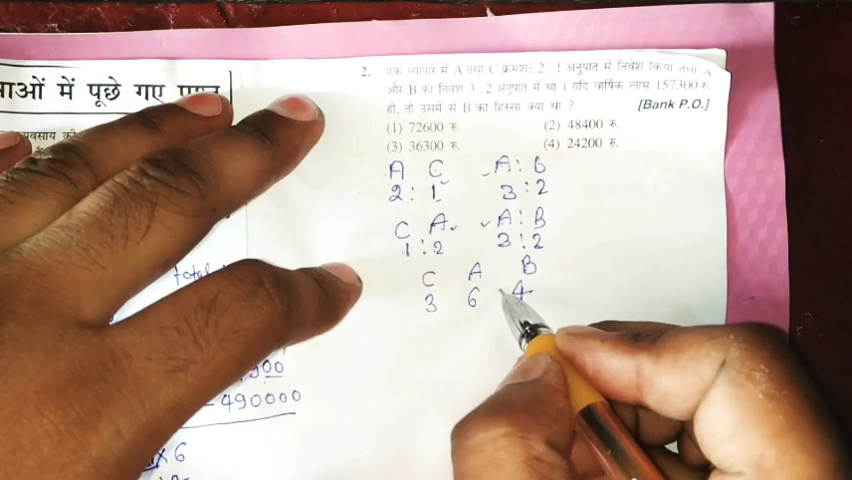 नाओं में पूछे गए प्रश्न
2. एक व्यापार में A तथा C क्रमश: 2 : 1 अनुपात में निवेश किया तथा A
और B का निवेश 3 : 2 अनुपात में था । यदि वार्षिक लाभ 157300 रु.
हो, तो उसमें से B का हिस्सा क्या था ? [Bank P.O.]
(1) 72600 रु. (2) 48400 रु.
(3) 36300 रु. (4) 24200 रु.
A C A : B
2 : 1 3 : 2
C A A : B
1 : 2 3 : 2
C A B
3 6 4
total
490000
x 6